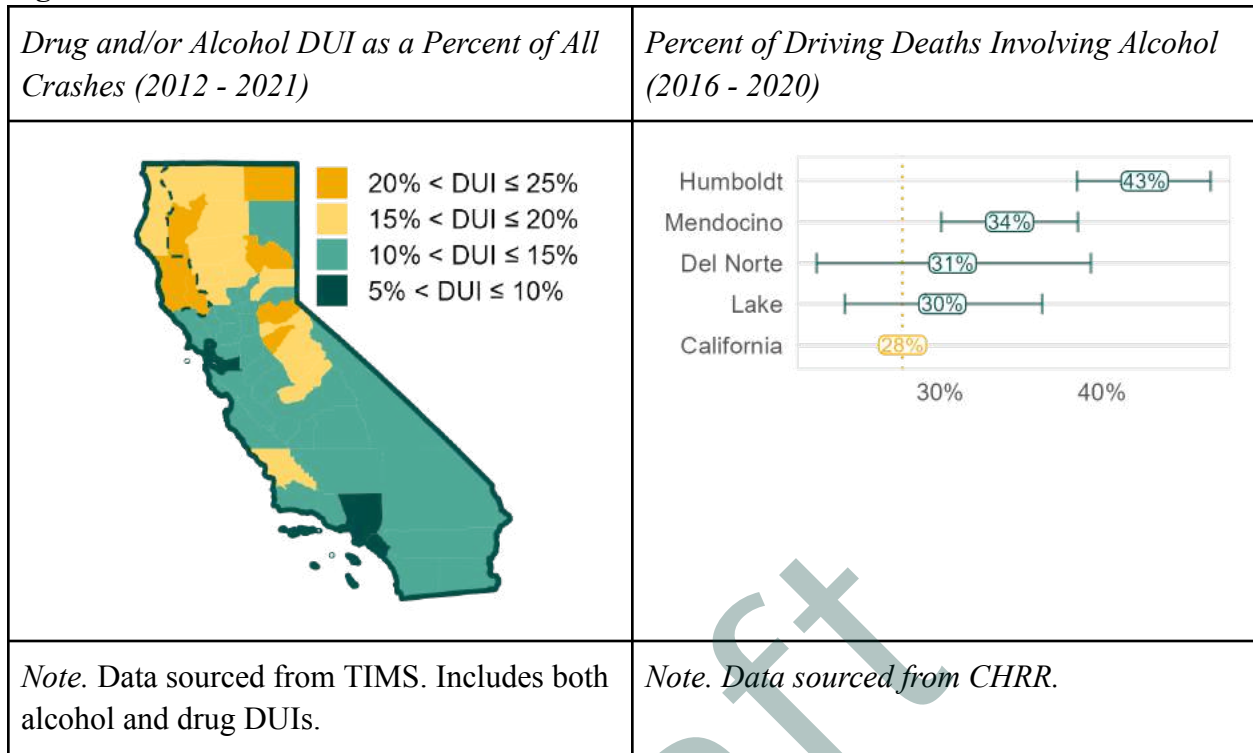 Drug and/or Alcohol DUI as a Percent of All
Crashes (2012 - 2021)
Percent of Driving Deaths Involving Alcohol
(2016 - 2020)
20% < DUI ≤ 25%
15% < DUI ≤ 20%
10% < DUI ≤ 15%
5% < DUI ≤ 10%
Humboldt 43%
Mendocino 34%
Del Norte 31%
Lake 30%
California 28%
30% 40%
Note. Data sourced from TIMS. Includes both
alcohol and drug DUIs.
Note. Data sourced from CHRR.